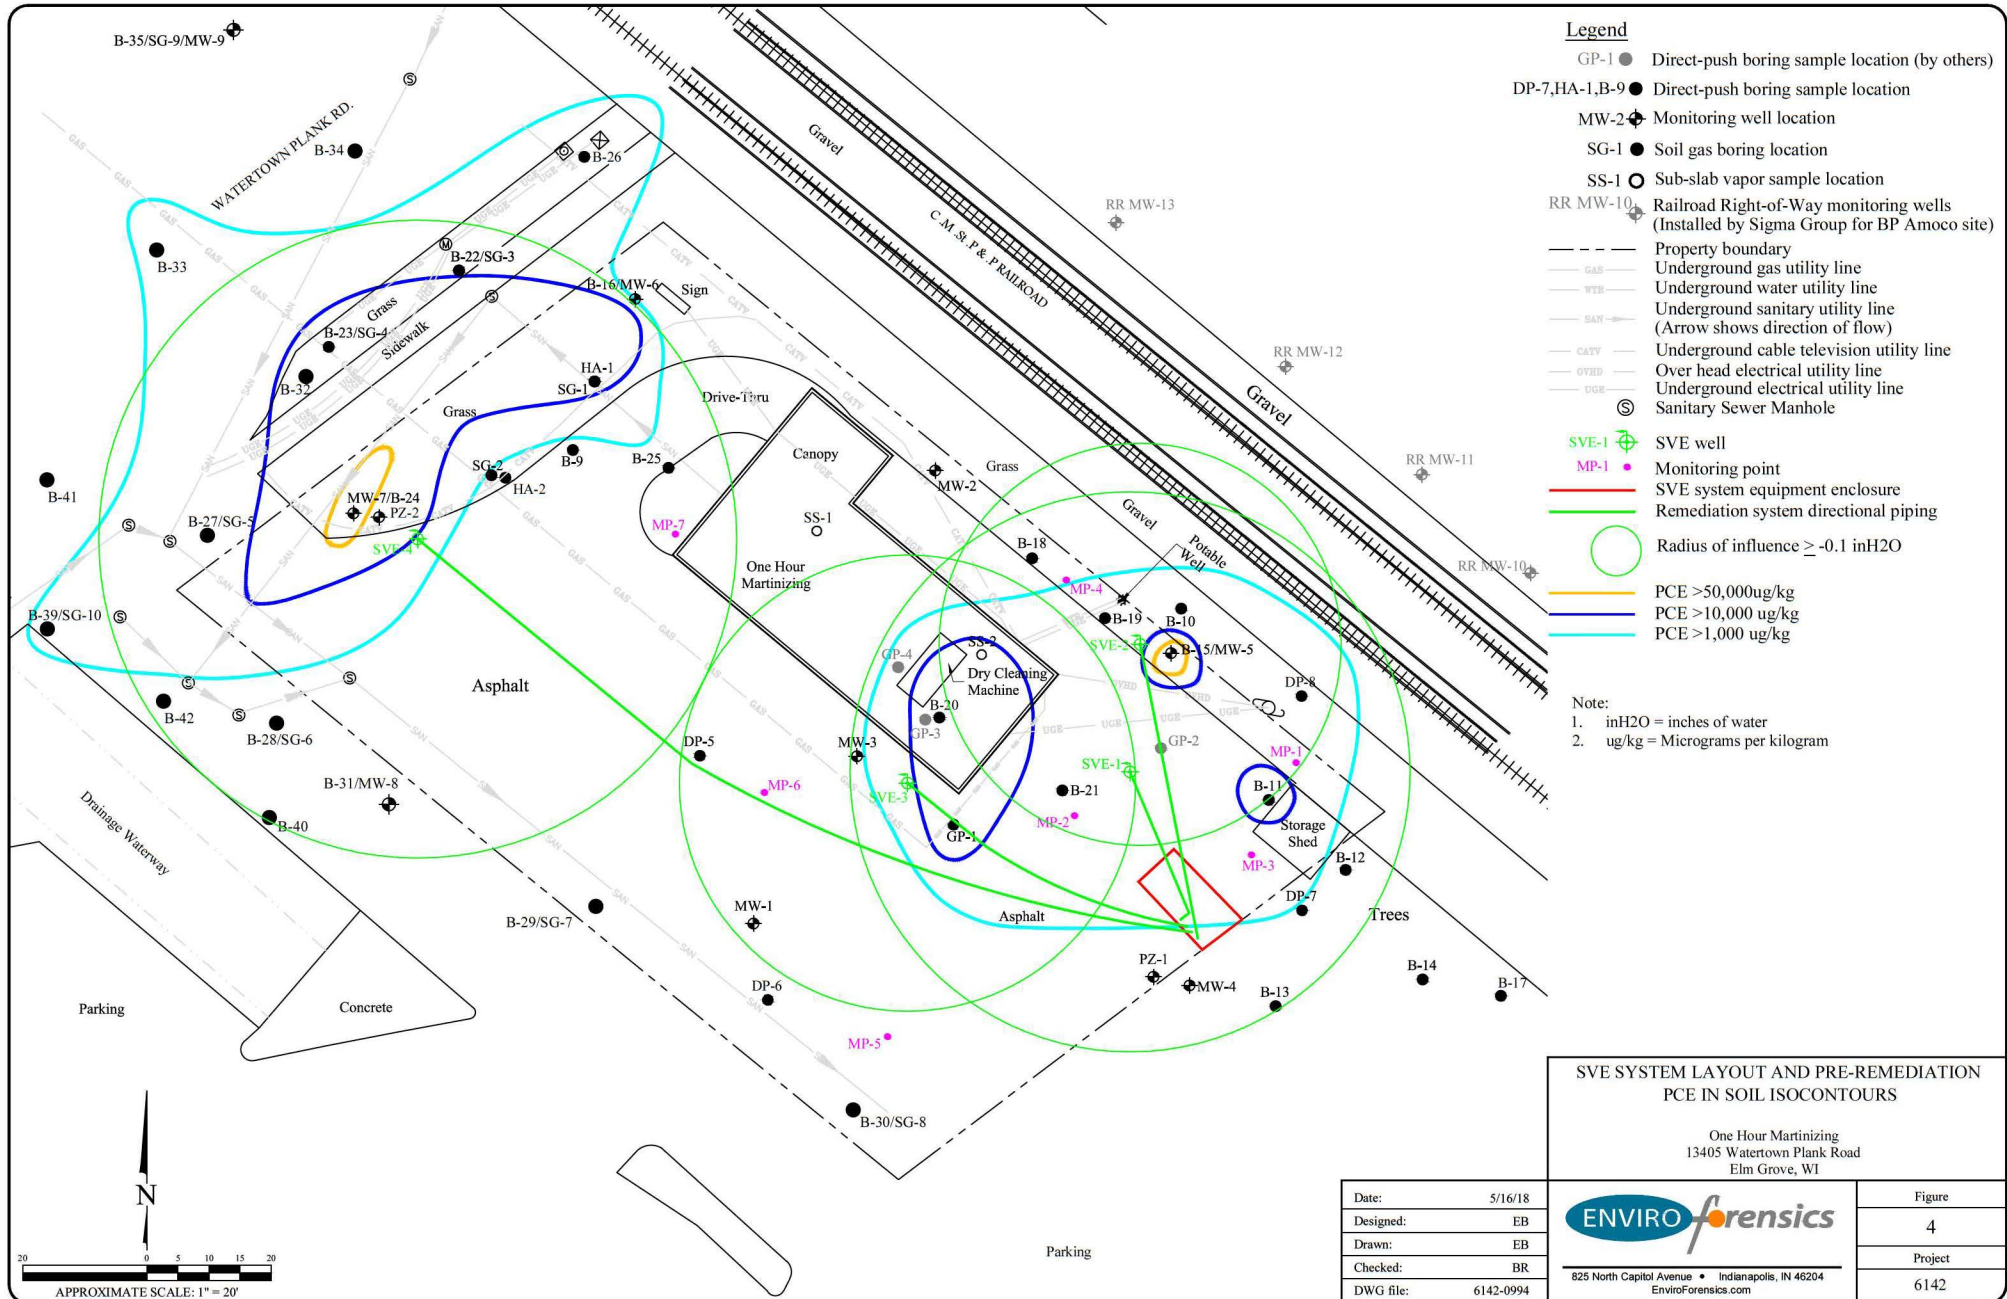 B-35/SG-9/MW-9
WATERTOWN PLANK RD.
B-34
B-33
B-26
B-22/SG-3
B-16/MW-6
Sign
Grass
B-23/SG-4
Sidewalk
B-32
HA-1
SG-1
Grass
Drive-Thru
B-9
B-25
SG-2
HA-2
B-41
MW-7/B-24
PZ-2
B-27/SG-5
SVE-4
MP-7
B-39/SG-10
B-42
B-28/SG-6
Asphalt
B-31/MW-8
B-40
Drainage Waterway
Parking
Concrete
B-29/SG-7
Canopy
SS-1
One Hour
Martinizing
MW-2
Grass
Gravel
B-18
Potable
Well
MP-4
B-19
B-10
SVE-2
B-15/MW-5
SS-2
GP-4
Dry Cleaning
Machine
B-20
GP-3
DP-8
DP-5
MW-3
GP-2
MP-1
SVE-1
MP-6
SVE-3
B-21
B-11
MP-2
GP-1
Storage
Shed
MP-3
B-12
DP-7
Trees
Asphalt
MW-1
PZ-1
MW-4
B-14
B-17
B-13
DP-6
MP-5
B-30/SG-8
Parking
Gravel
C.M.St.P.&.P.RAILROAD
Gravel
RR MW-13
RR MW-12
RR MW-11
RR MW-10
GAS
SAN
CATV
UGE
OVHD
Legend
GP-1 Direct-push boring sample location (by others)
DP-7,HA-1,B-9 Direct-push boring sample location
MW-2 Monitoring well location
SG-1 Soil gas boring location
SS-1 Sub-slab vapor sample location
RR MW-10 Railroad Right-of-Way monitoring wells
(Installed by Sigma Group for BP Amoco site)
Property boundary
GAS Underground gas utility line
WTR Underground water utility line
SAN Underground sanitary utility line
(Arrow shows direction of flow)
CATV Underground cable television utility line
OVHD Over head electrical utility line
UGE Underground electrical utility line
S Sanitary Sewer Manhole
SVE-1 SVE well
MP-1 Monitoring point
SVE system equipment enclosure
Remediation system directional piping
Radius of influence ≥ -0.1 inH2O
PCE >50,000ug/kg
PCE >10,000 ug/kg
PCE >1,000 ug/kg
Note:
1. inH2O = inches of water
2. ug/kg = Micrograms per kilogram
N
20 0 5 10 15 20
APPROXIMATE SCALE: 1" = 20'
SVE SYSTEM LAYOUT AND PRE-REMEDIATION
PCE IN SOIL ISOCONTOURS
One Hour Martinizing
13405 Watertown Plank Road
Elm Grove, WI
Date: 5/16/18
Designed: EB
Drawn: EB
Checked: BR
DWG file: 6142-0994
ENVIRO forensics
825 North Capitol Avenue • Indianapolis, IN 46204
EnviroForensics.com
Figure
4
Project
6142